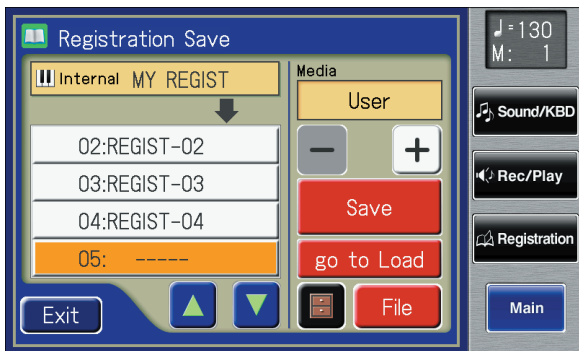 Registration Save
Internal MY REGIST
02:REGIST-02
03:REGIST-03
04:REGIST-04
05: -----
Exit
Media
User
− +
Save
go to Load
File
♩=130
M: 1
Sound/KBD
Rec/Play
Registration
Main